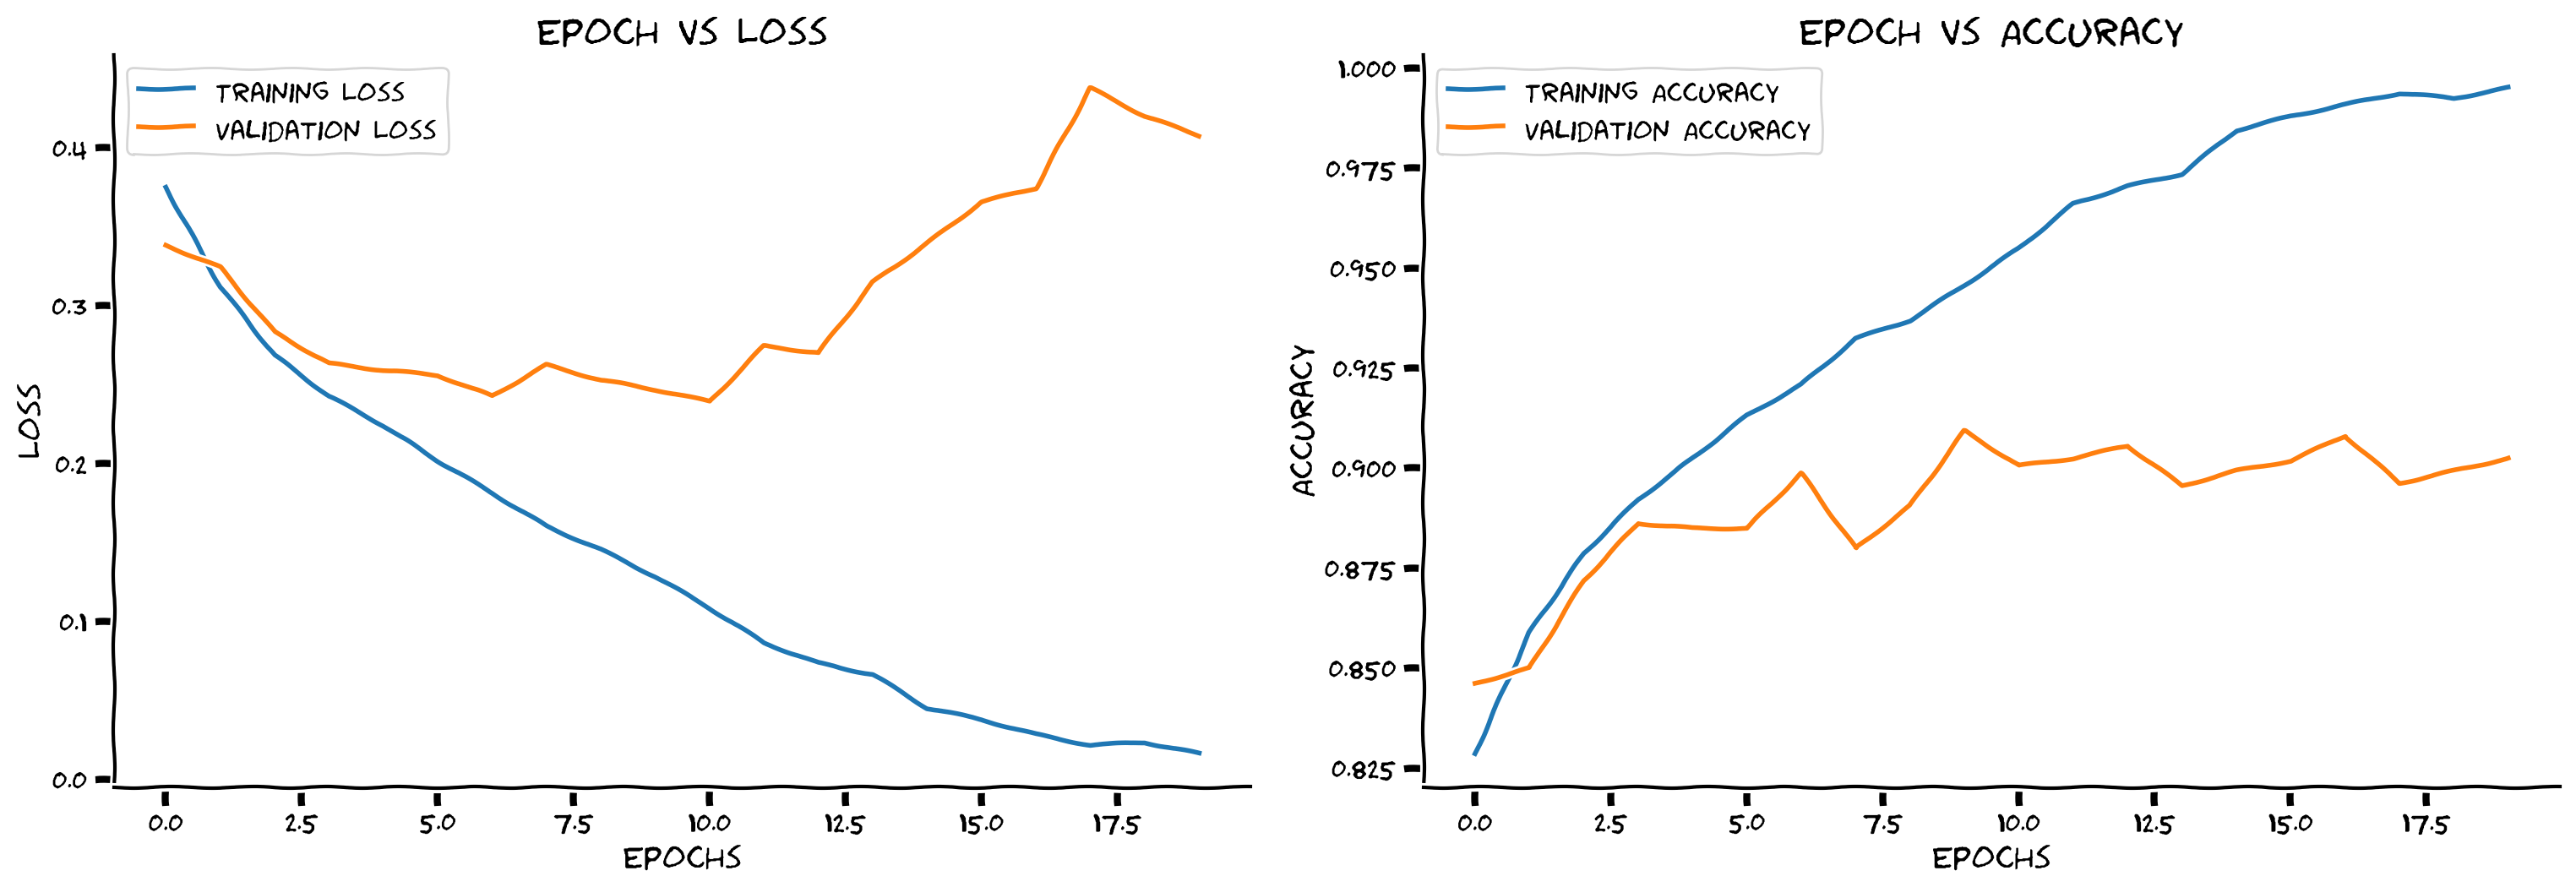 EPOCH VS LOSS
TRAINING LOSS
VALIDATION LOSS
0.4
0.3
0.2
0.1
0.0
LOSS
0.0 2.5 5.0 7.5 10.0 12.5 15.0 17.5
EPOCHS
EPOCH VS ACCURACY
TRAINING ACCURACY
VALIDATION ACCURACY
1.000
0.975
0.950
0.925
0.900
0.875
0.850
0.825
ACCURACY
0.0 2.5 5.0 7.5 10.0 12.5 15.0 17.5
EPOCHS